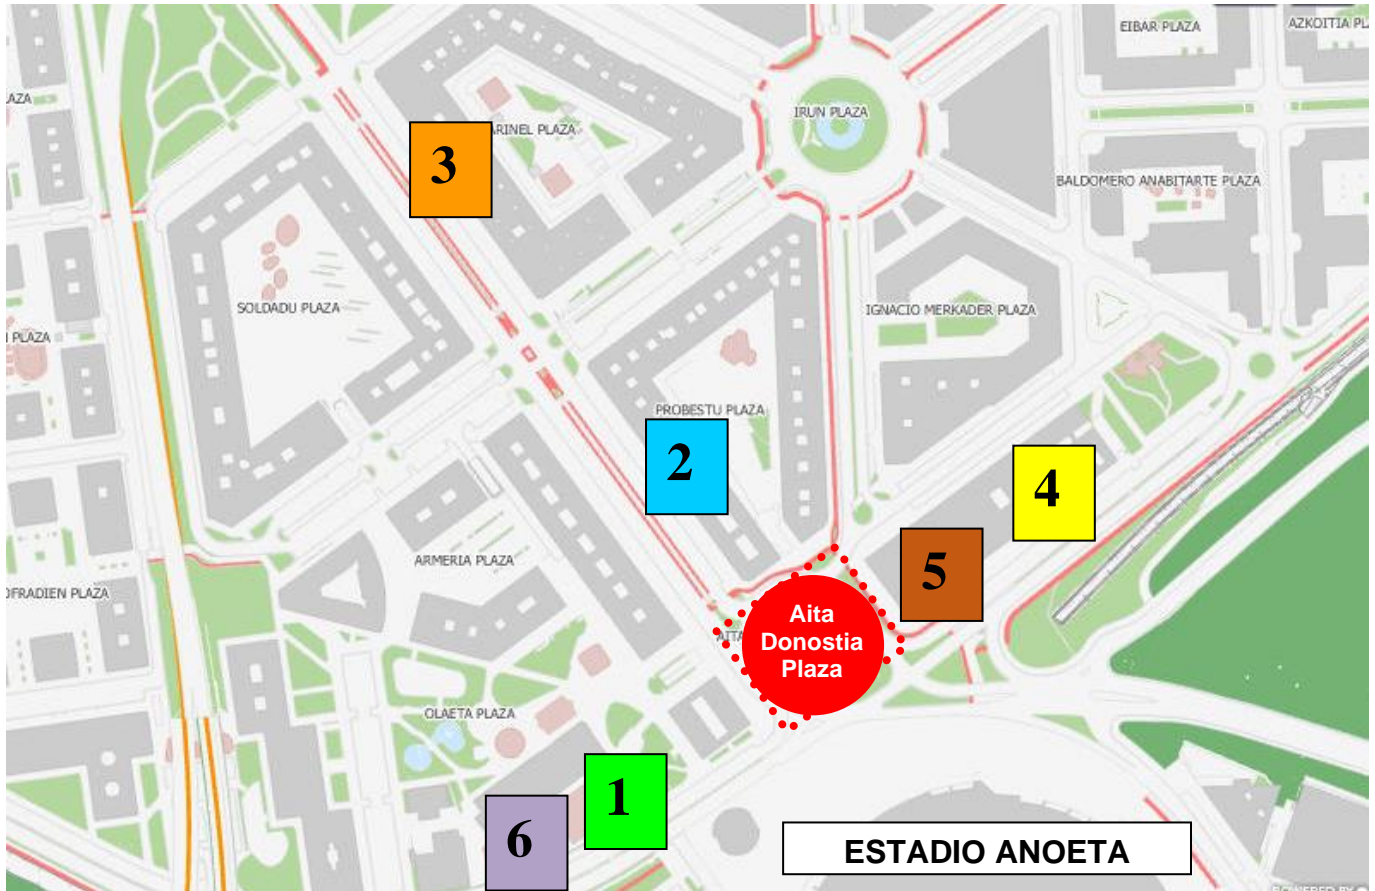 EIBAR PLAZA
AZKOITIA PL
AZA
ARINEL PLAZA
IRUN PLAZA
3
BALDOMERO ANABITARTE PLAZA
SOLDADU PLAZA
IGNACIO MERKADER PLAZA
PLAZA
PROBESTU PLAZA
2
4
ARMERIA PLAZA
5
OFRADIEN PLAZA
Aita
Donostia
Plaza
AITA
OLAETA PLAZA
1
6
ESTADIO ANOETA
POWERED BY